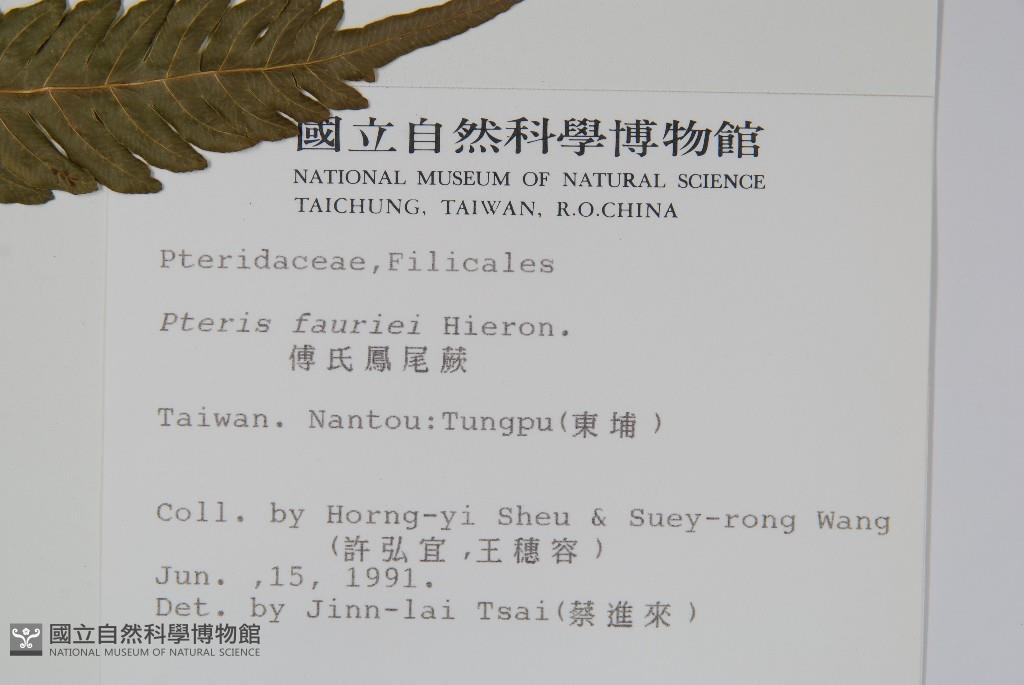 國立自然科學博物館
NATIONAL MUSEUM OF NATURAL SCIENCE
TAICHUNG, TAIWAN, R.O.CHINA
Pteridaceae,Filicales
Pteris fauriei Hieron.
傅氏鳳尾蕨
Taiwan. Nantou:Tungpu(東埔)
Coll. by Horng-yi Sheu & Suey-rong Wang
(許弘宜,王穗容)
Jun. ,15, 1991.
Det. by Jinn-lai Tsai(蔡進來)
國立自然科學博物館
NATIONAL MUSEUM OF NATURAL SCIENCE